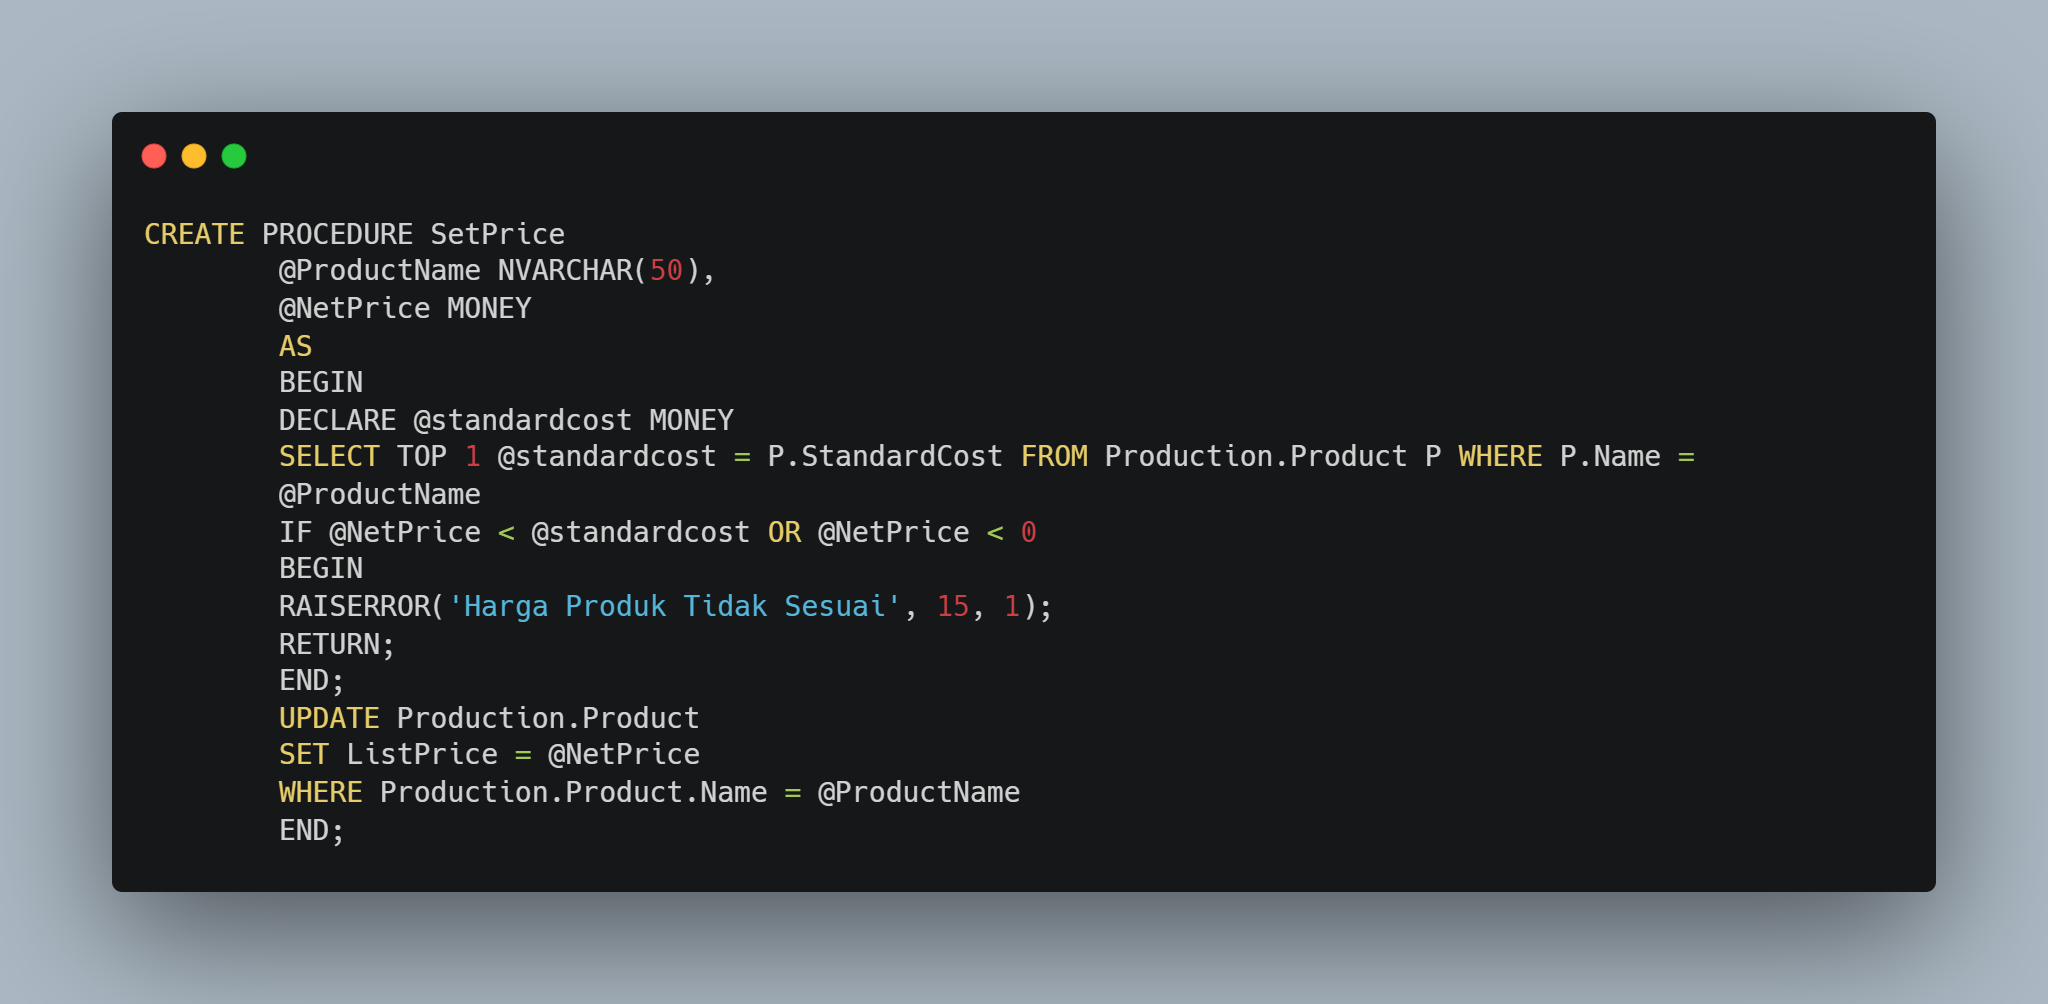 CREATE PROCEDURE SetPrice
@ProductName NVARCHAR(50),
@NetPrice MONEY
AS
BEGIN
DECLARE @standardcost MONEY
SELECT TOP 1 @standardcost = P.StandardCost FROM Production.Product P WHERE P.Name =
@ProductName
IF @NetPrice < @standardcost OR @NetPrice < 0
BEGIN
RAISERROR('Harga Produk Tidak Sesuai', 15, 1);
RETURN;
END;
UPDATE Production.Product
SET ListPrice = @NetPrice
WHERE Production.Product.Name = @ProductName
END;